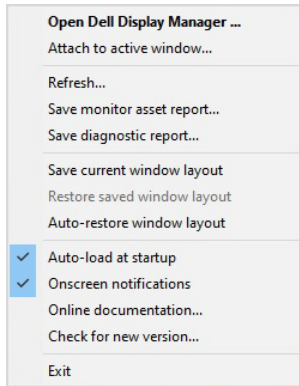 Open Dell Display Manager ...
Attach to active window...
Refresh...
Save monitor asset report...
Save diagnostic report...
Save current window layout
Restore saved window layout
Auto-restore window layout
Auto-load at startup
Onscreen notifications
Online documentation...
Check for new version...
Exit